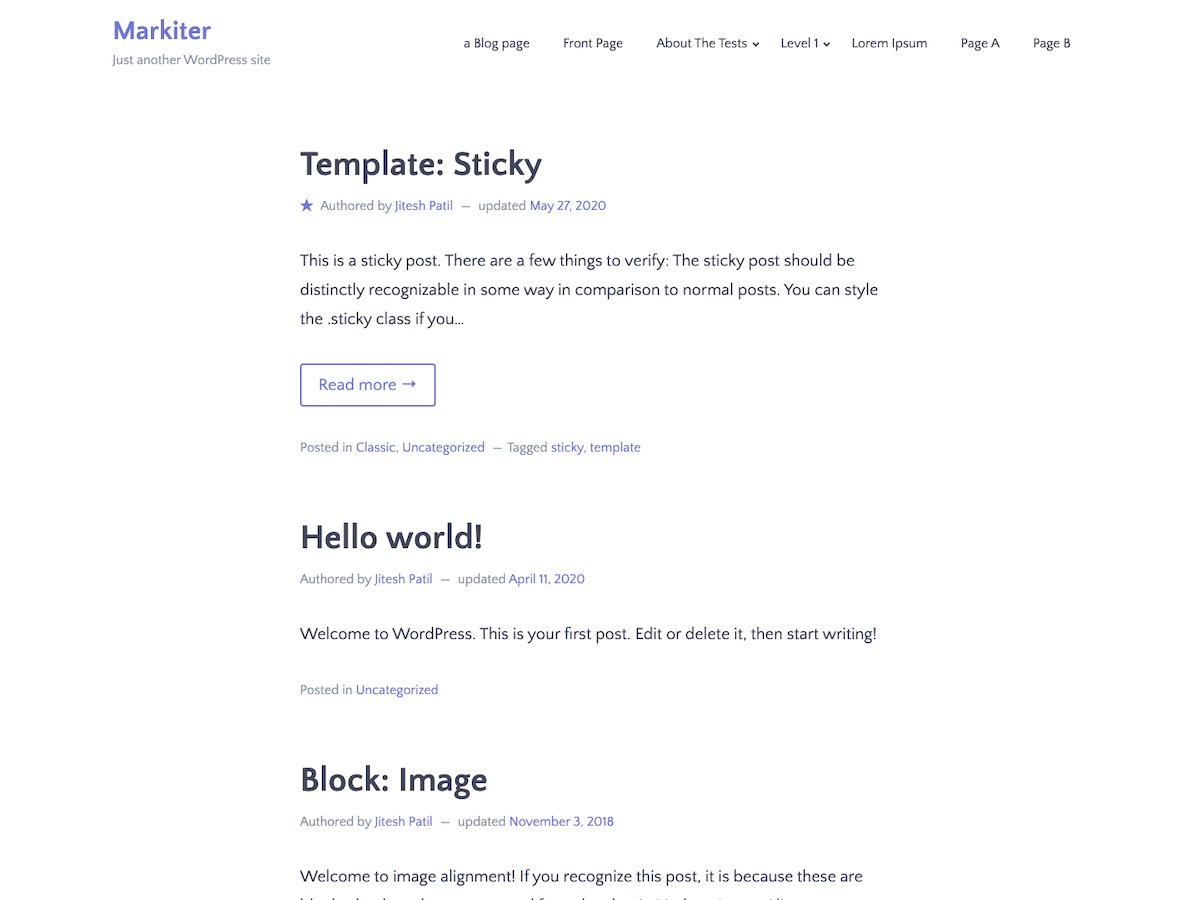 Markiter
Just another WordPress site
a Blog page
Front Page
About The Tests
Level 1
Lorem Ipsum
Page A
Page B
Template: Sticky
★ Authored by Jitesh Patil — updated May 27, 2020
This is a sticky post. There are a few things to verify: The sticky post should be
distinctly recognizable in some way in comparison to normal posts. You can style
the .sticky class if you…
Read more →
Posted in Classic, Uncategorized — Tagged sticky, template
Hello world!
Authored by Jitesh Patil — updated April 11, 2020
Welcome to WordPress. This is your first post. Edit or delete it, then start writing!
Posted in Uncategorized
Block: Image
Authored by Jitesh Patil — updated November 3, 2018
Welcome to image alignment! If you recognize this post, it is because these are